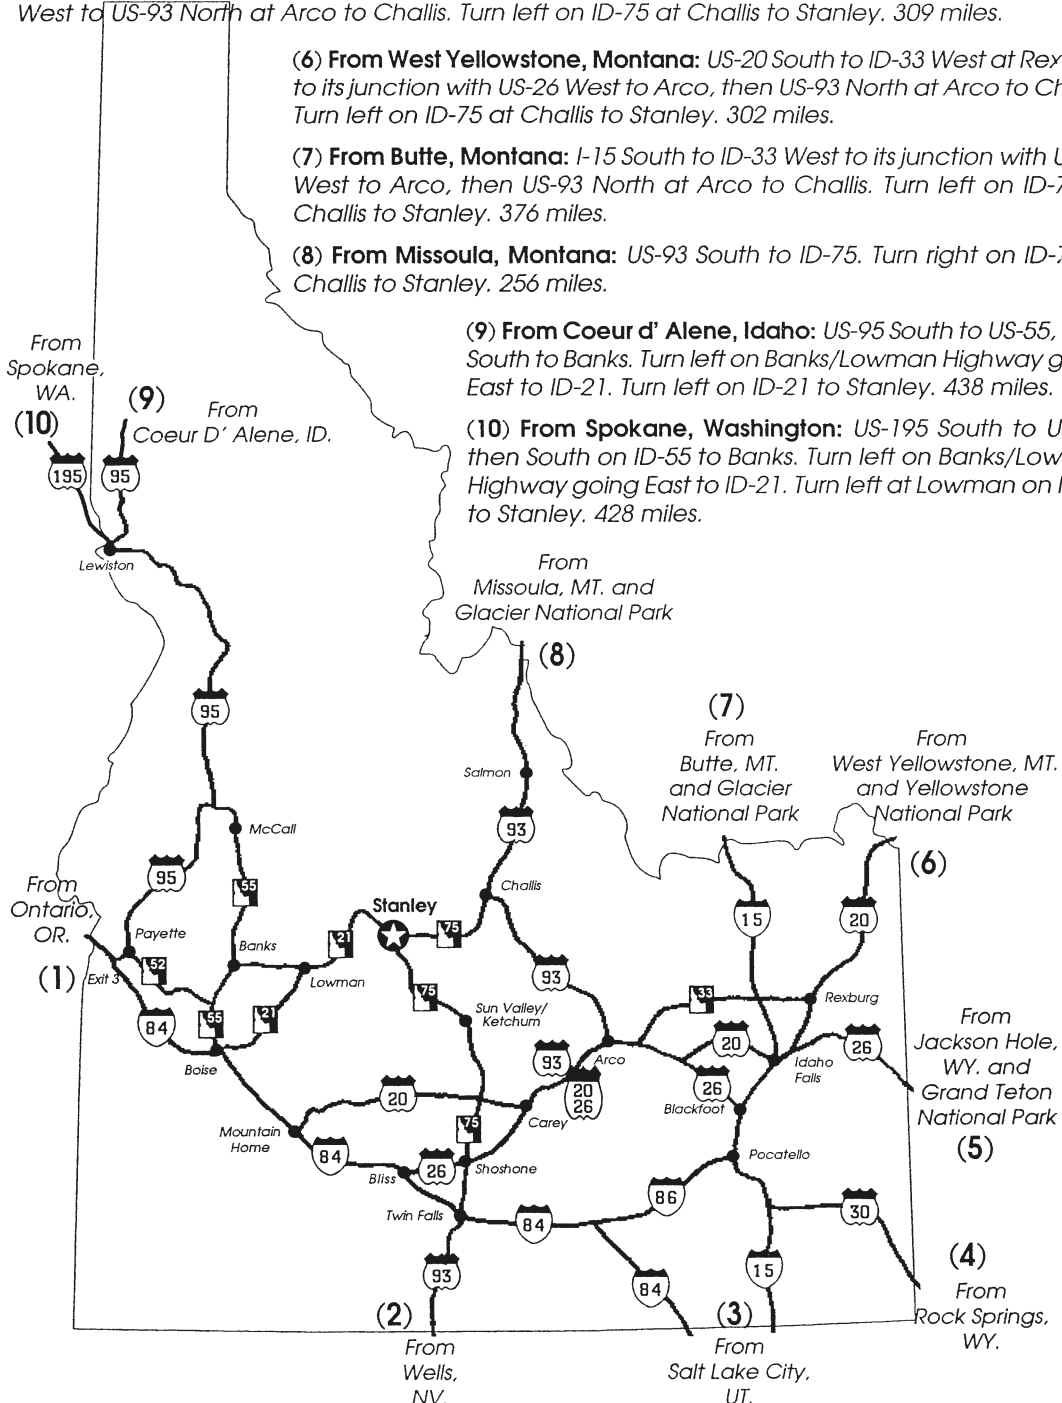 West to US-93 North at Arco to Challis. Turn left on ID-75 at Challis to Stanley. 309 miles.
(6) From West Yellowstone, Montana: US-20 South to ID-33 West at Rex
to its junction with US-26 West to Arco, then US-93 North at Arco to Ch
Turn left on ID-75 at Challis to Stanley. 302 miles.
(7) From Butte, Montana: I-15 South to ID-33 West to its junction with U
West to Arco, then US-93 North at Arco to Challis. Turn left on ID-7
Challis to Stanley. 376 miles.
(8) From Missoula, Montana: US-93 South to ID-75. Turn right on ID-7
Challis to Stanley. 256 miles.
(9) From Coeur d' Alene, Idaho: US-95 South to US-55,
South to Banks. Turn left on Banks/Lowman Highway g
East to ID-21. Turn left on ID-21 to Stanley. 438 miles.
(10) From Spokane, Washington: US-195 South to U
then South on ID-55 to Banks. Turn left on Banks/Low
Highway going East to ID-21. Turn left at Lowman on I
to Stanley. 428 miles.
From
Spokane,
WA.
(10)
(9)
From
Coeur D' Alene, ID.
195
95
Lewiston
From
Missoula, MT. and
Glacier National Park
(8)
95
(7)
From
Butte, MT.
and Glacier
National Park
From
West Yellowstone, MT.
and Yellowstone
National Park
(6)
Salmon
93
McCall
95
55
Challis
From
Ontario,
OR.
(1)
Stanley
75
21
15
20
Payette
Exit 3
52
Banks
Lowman
93
75
33
Rexburg
84
55
21
Sun Valley/
Ketchum
Boise
93
Arco
20
26
20
26
Idaho
Falls
26
From
Jackson Hole,
WY. and
Grand Teton
National Park
(5)
20
Carey
Blackfoot
Mountain
Home
75
84
Bliss
26
Shoshone
Pocatello
Twin Falls
84
86
30
93
84
15
(4)
From
Rock Springs,
WY.
(2)
From
Wells,
NV.
(3)
From
Salt Lake City,
UT.